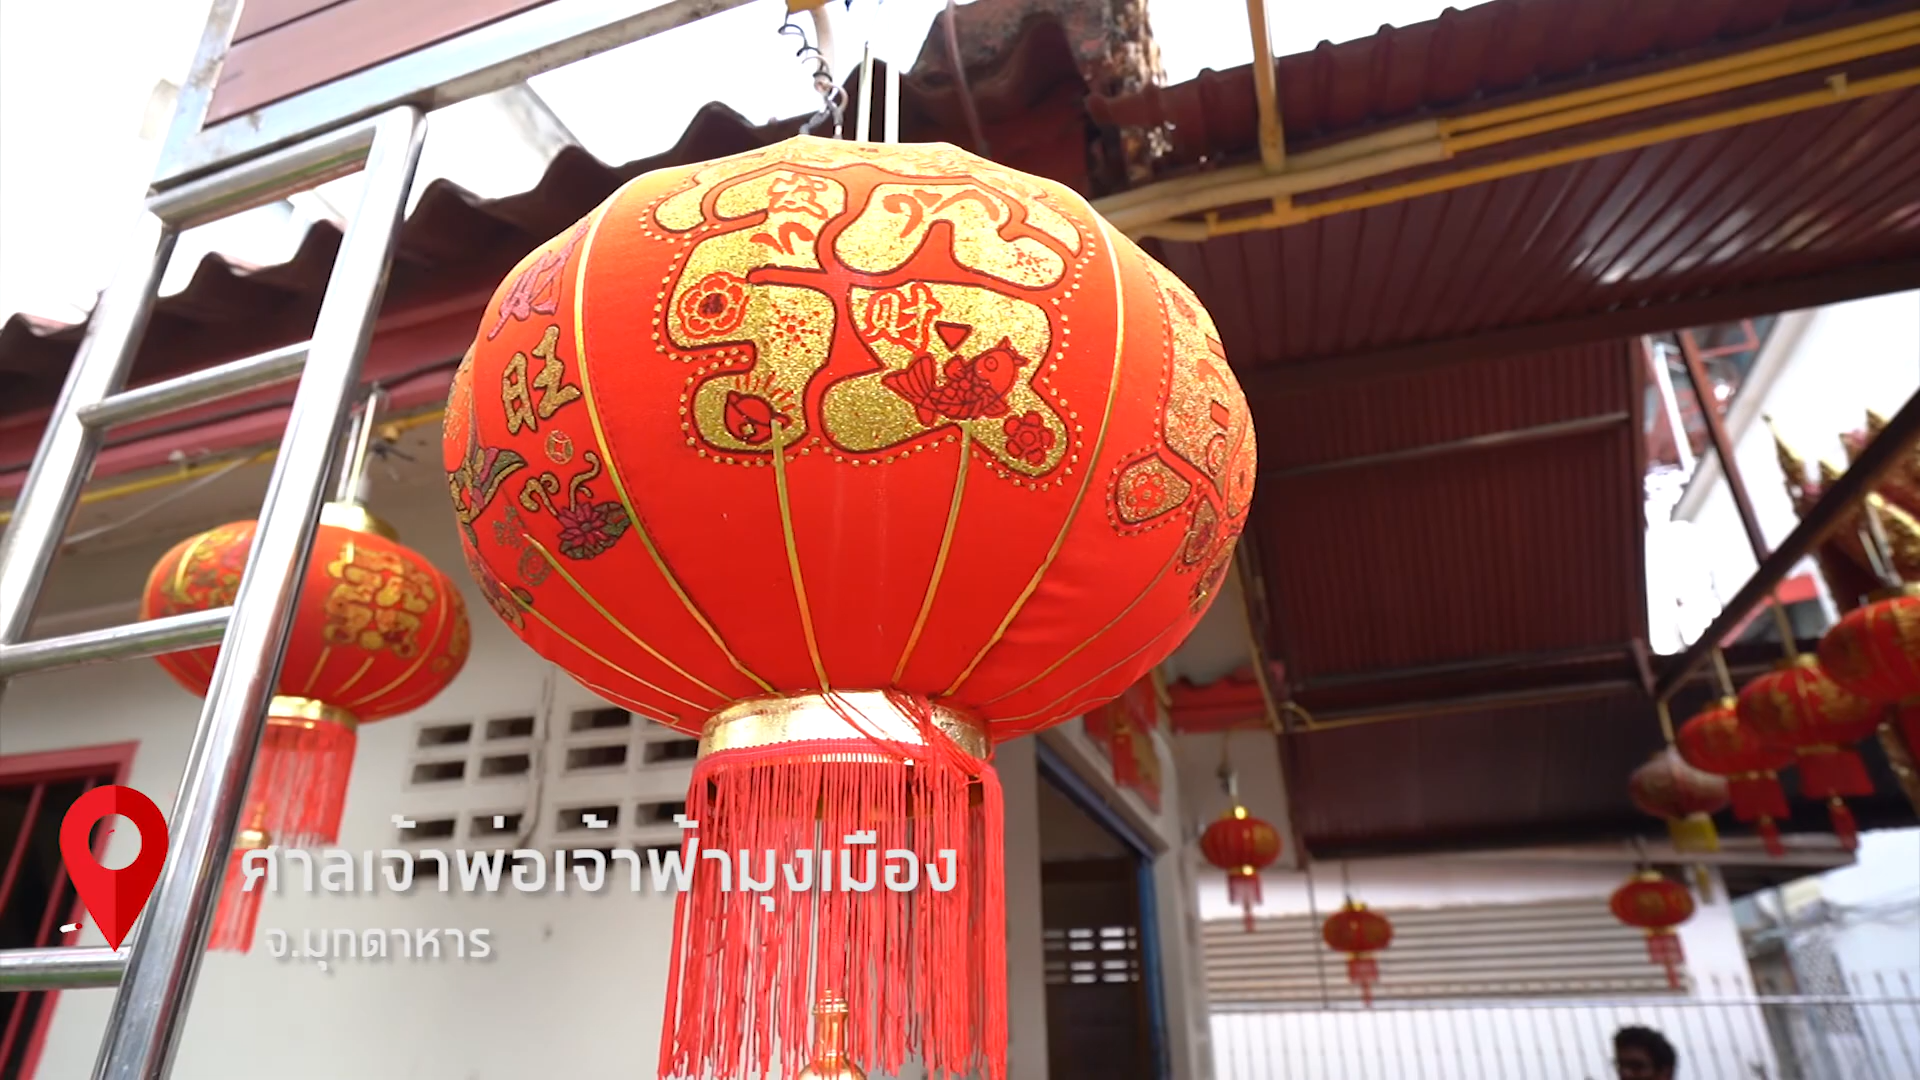 财
旺
ศาลเจ้าพ่อเจ้าฟ้ามุงเมือง
จ.มุกดาหาร